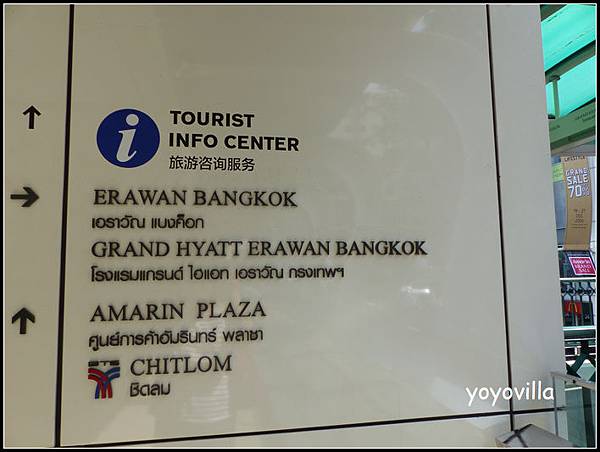 TOURIST
INFO CENTER
旅游咨询服务
ERAWAN BANGKOK
เอราวัณ แบงค็อก
GRAND HYATT ERAWAN BANGKOK
โรงแรมแกรนด์ ไฮแอท เอราวัณ กรุงเทพฯ
AMARIN PLAZA
ศูนย์การค้าอัมรินทร์ พลาซา
BTS
CHITLOM
ชิดลม
GRAND
SALE
70%
yoyovilla